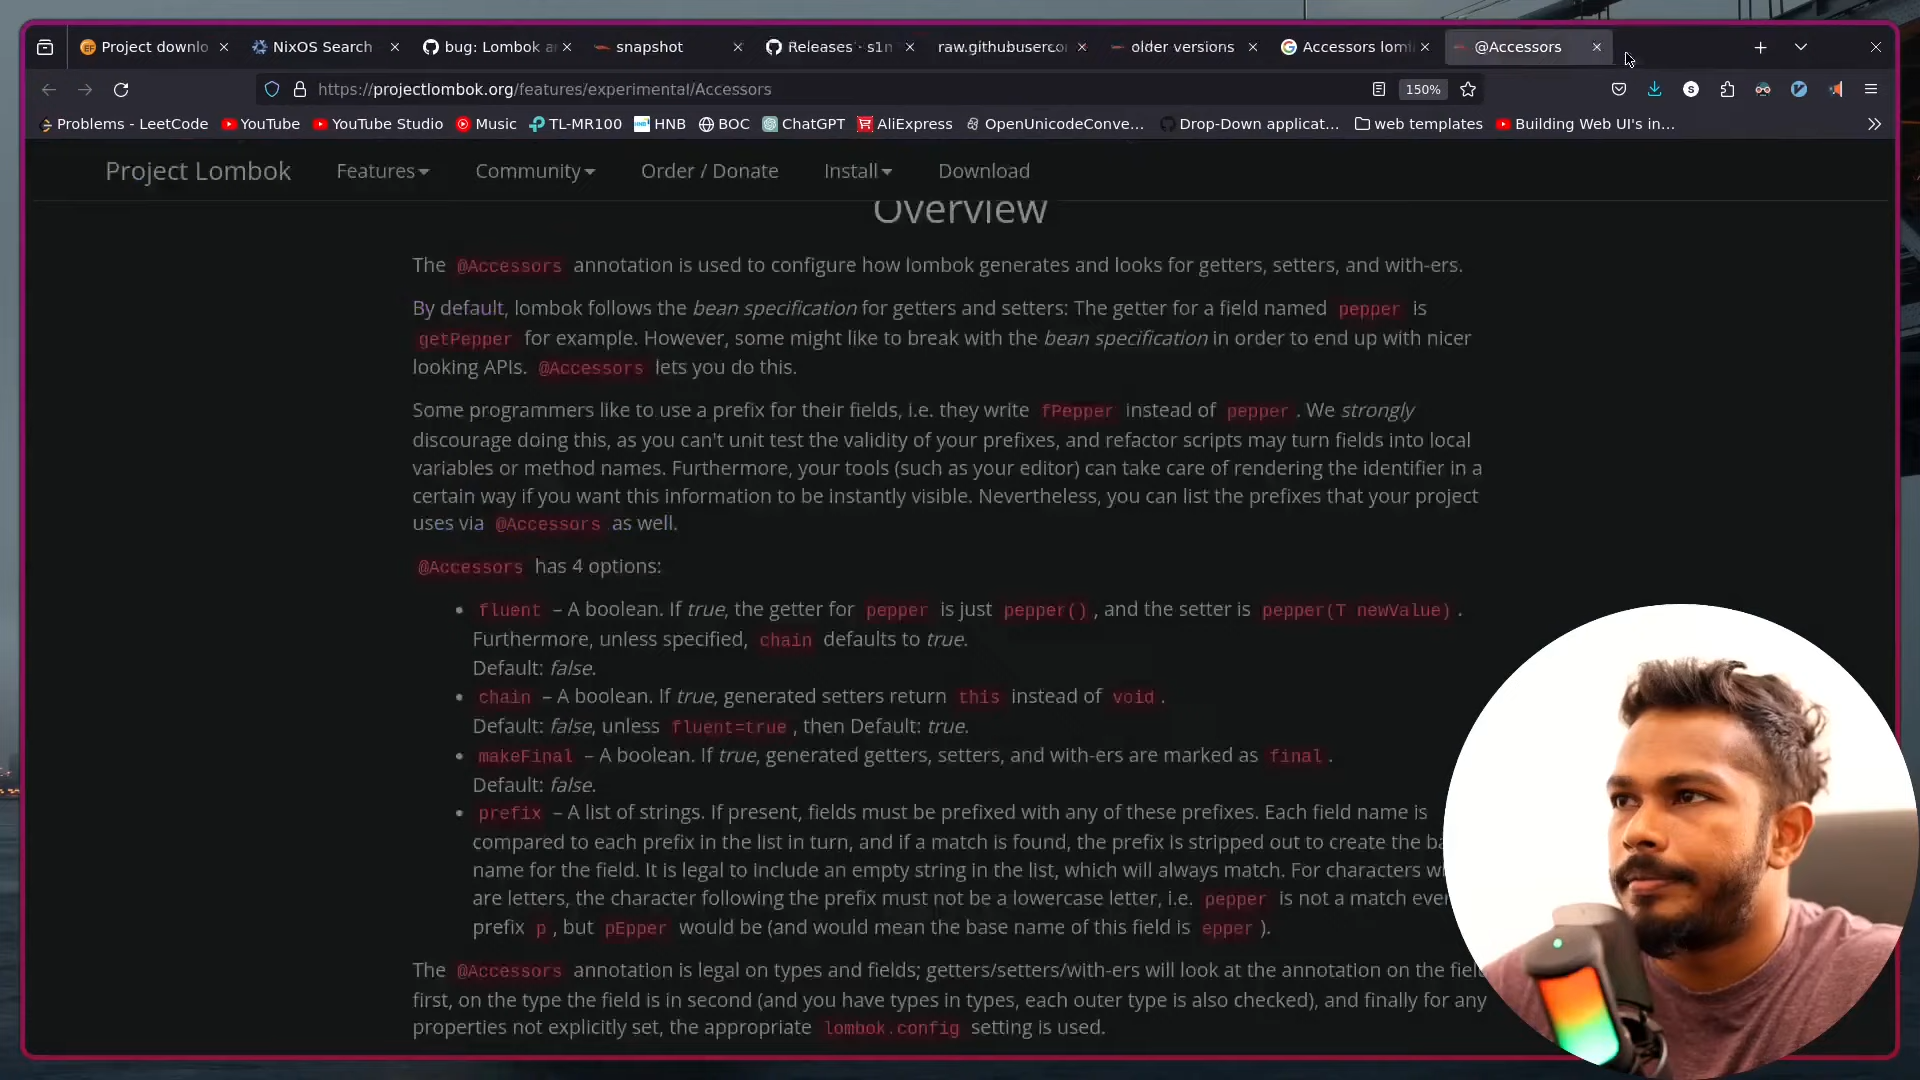 Project downlo
NixOS Search
bug: Lombok a
snapshot
Releases · s1n
raw.githubuserco
older versions
Accessors lom
@Accessors
https://projectlombok.org/features/experimental/Accessors
150%
Problems - LeetCode
YouTube
YouTube Studio
Music
TL-MR100
HNB
BOC
ChatGPT
AliExpress
OpenUnicodeConve...
Drop-Down applicat...
web templates
Building Web UI's in...
Project Lombok
Features
Community
Order / Donate
Install
Download
Overview
The @Accessors annotation is used to configure how lombok generates and looks for getters, setters, and with-ers.
By default, lombok follows the bean specification for getters and setters: The getter for a field named pepper is
getPepper for example. However, some might like to break with the bean specification in order to end up with nicer
looking APIs. @Accessors lets you do this.
Some programmers like to use a prefix for their fields, i.e. they write fPepper instead of pepper. We strongly
discourage doing this, as you can't unit test the validity of your prefixes, and refactor scripts may turn fields into local
variables or method names. Furthermore, your tools (such as your editor) can take care of rendering the identifier in a
certain way if you want this information to be instantly visible. Nevertheless, you can list the prefixes that your project
uses via @Accessors as well.
@Accessors has 4 options:
• fluent – A boolean. If true, the getter for pepper is just pepper(), and the setter is pepper(T newValue).
Furthermore, unless specified, chain defaults to true.
Default: false.
• chain – A boolean. If true, generated setters return this instead of void.
Default: false, unless fluent=true, then Default: true.
• makeFinal – A boolean. If true, generated getters, setters, and with-ers are marked as final.
Default: false.
• prefix – A list of strings. If present, fields must be prefixed with any of these prefixes. Each field name is
compared to each prefix in the list in turn, and if a match is found, the prefix is stripped out to create the ba
name for the field. It is legal to include an empty string in the list, which will always match. For characters w
are letters, the character following the prefix must not be a lowercase letter, i.e. pepper is not a match eve
prefix p, but pEpper would be (and would mean the base name of this field is epper).
The @Accessors annotation is legal on types and fields; getters/setters/with-ers will look at the annotation on the fiel
first, on the type the field is in second (and you have types in types, each outer type is also checked), and finally for any
properties not explicitly set, the appropriate lombok.config setting is used.